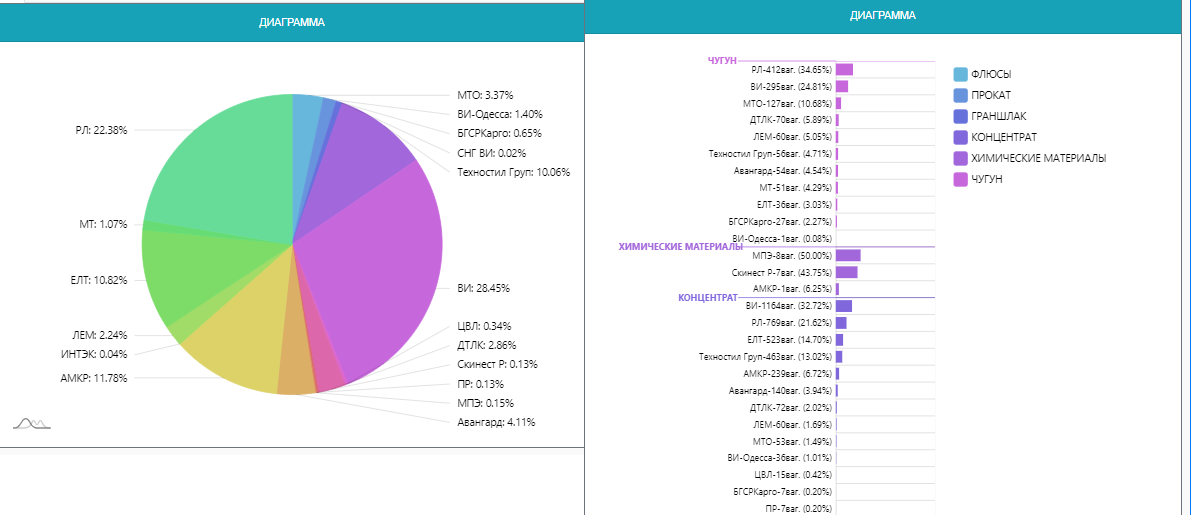 ДИАГРАММА
МТО: 3.37%
ВИ-Одесса: 1.40%
БГСРКарго: 0.65%
СНГ ВИ: 0.02%
Техностил Груп: 10.06%
ВИ: 28.45%
ЦВЛ: 0.34%
ДТЛК: 2.86%
Скинест Р: 0.13%
ПР: 0.13%
МПЭ: 0.15%
Авангард: 4.11%
РЛ: 22.38%
МТ: 1.07%
ЕЛТ: 10.82%
ЛЕМ: 2.24%
ИНТЭК: 0.04%
АМКР: 11.78%
ДИАГРАММА
ЧУГУН
РЛ-412ваг. (34.65%)
ВИ-295ваг. (24.81%)
МТО-127ваг. (10.68%)
ДТЛК-70ваг. (5.89%)
ЛЕМ-60ваг. (5.05%)
Техностил Груп-56ваг. (4.71%)
Авангард-54ваг. (4.54%)
МТ-51ваг. (4.29%)
ЕЛТ-36ваг. (3.03%)
БГСРКарго-27ваг. (2.27%)
ВИ-Одесса-1ваг. (0.08%)
ХИМИЧЕСКИЕ МАТЕРИАЛЫ
МПЭ-8ваг. (50.00%)
Скинест Р-7ваг. (43.75%)
АМКР-1ваг. (6.25%)
КОНЦЕНТРАТ
ВИ-1164ваг. (32.72%)
РЛ-769ваг. (21.62%)
ЕЛТ-523ваг. (14.70%)
Техностил Груп-463ваг. (13.02%)
АМКР-239ваг. (6.72%)
Авангард-140ваг. (3.94%)
ДТЛК-72ваг. (2.02%)
ЛЕМ-60ваг. (1.69%)
МТО-53ваг. (1.49%)
ВИ-Одесса-36ваг. (1.01%)
ЦВЛ-15ваг. (0.42%)
БГСРКарго-7ваг. (0.20%)
ПР-7ваг. (0.20%)
ФЛЮСЫ
ПРОКАТ
ГРАНШЛАК
КОНЦЕНТРАТ
ХИМИЧЕСКИЕ МАТЕРИАЛЫ
ЧУГУН